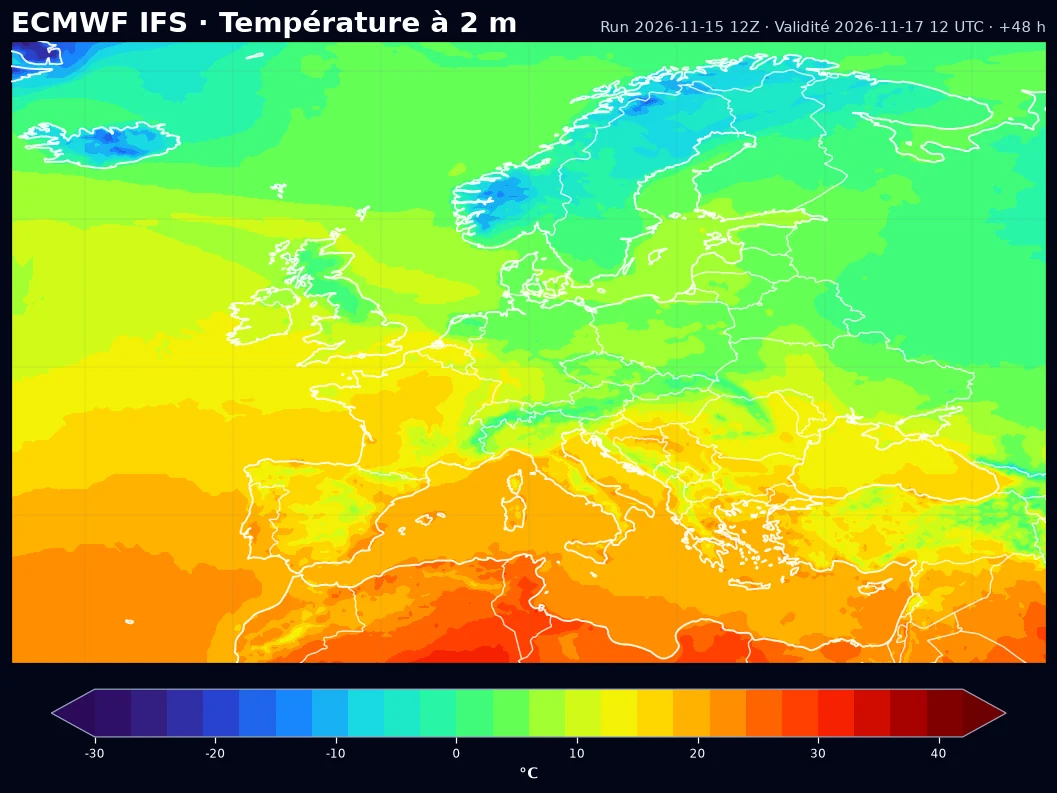 ECMWF IFS · Température à 2 m
Run 2026-11-15 12Z · Validité 2026-11-17 12 UTC · +48 h
-30 -20 -10 0 10 20 30 40
°C